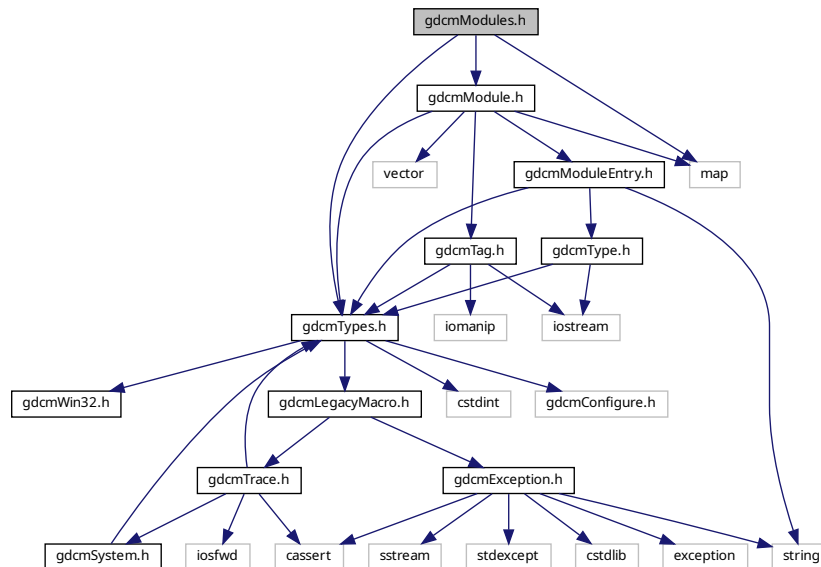 gdcmModules.h
gdcmModule.h
vector
gdcmModuleEntry.h
map
gdcmTag.h
gdcmType.h
gdcmTypes.h
iomanip
iostream
gdcmWin32.h
gdcmLegacyMacro.h
cstdint
gdcmConfigure.h
gdcmTrace.h
gdcmException.h
gdcmSystem.h
iosfwd
cassert
sstream
stdexcept
cstdlib
exception
string